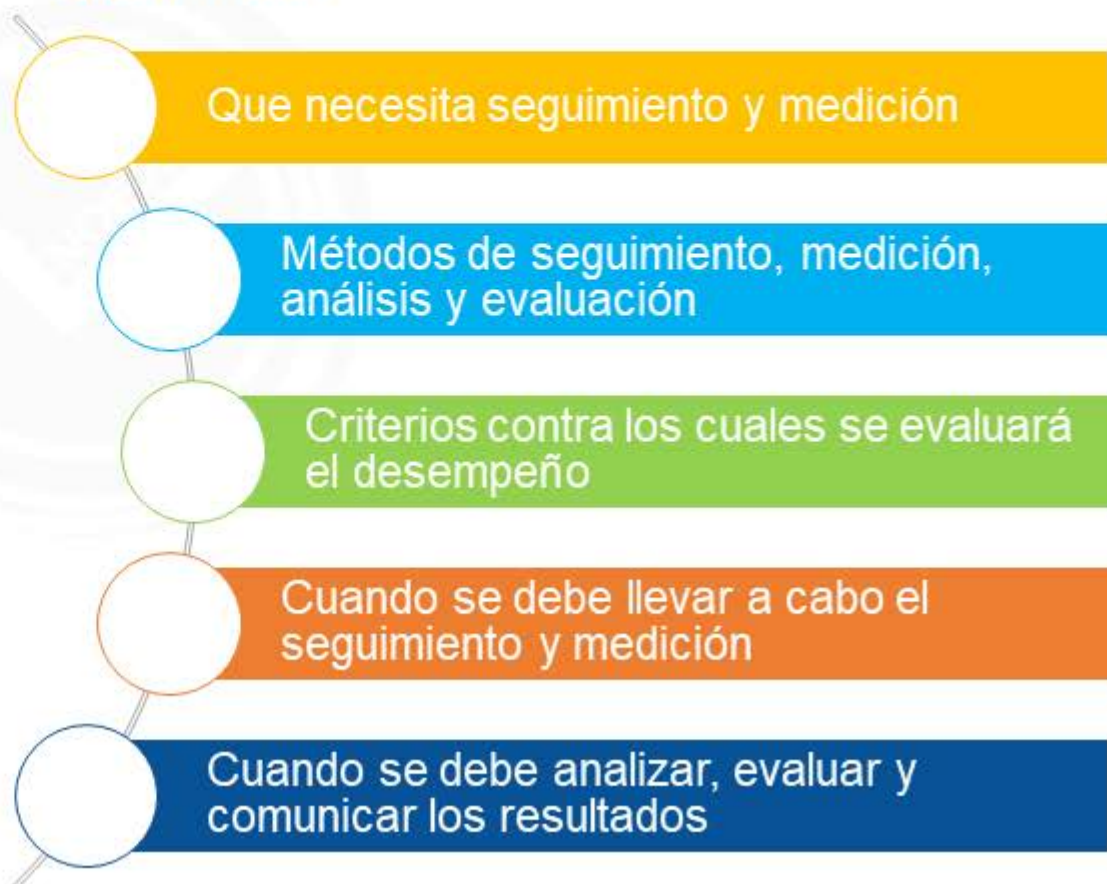 Que necesita seguimiento y medición
Métodos de seguimiento, medición,
análisis y evaluación
Criterios contra los cuales se evaluará
el desempeño
Cuando se debe llevar a cabo el
seguimiento y medición
Cuando se debe analizar, evaluar y
comunicar los resultados